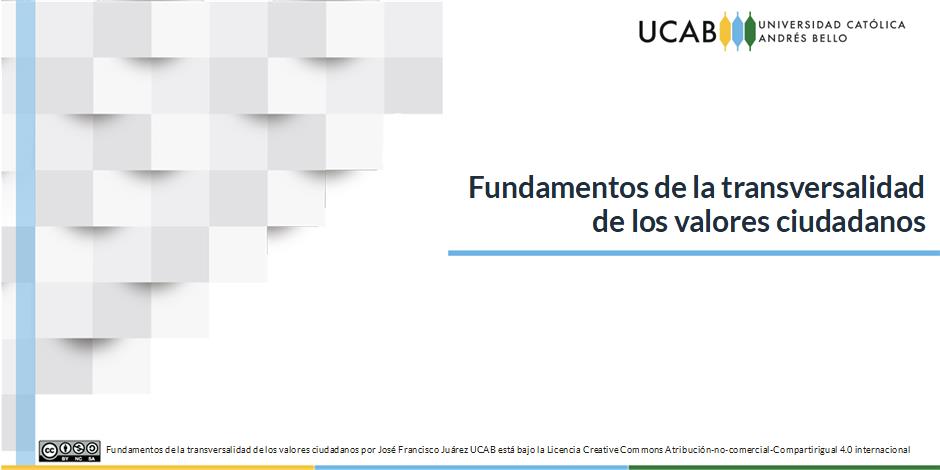 UCAB
UNIVERSIDAD CATÓLICA
ANDRÉS BELLO
Fundamentos de la transversalidad
de los valores ciudadanos
cc BY NC SA
Fundamentos de la transversalidad de los valores ciudadanos por José Francisco Juárez UCAB está bajo la Licencia Creative Commons Atribución-no-comercial-Compartirigual 4.0 internacional